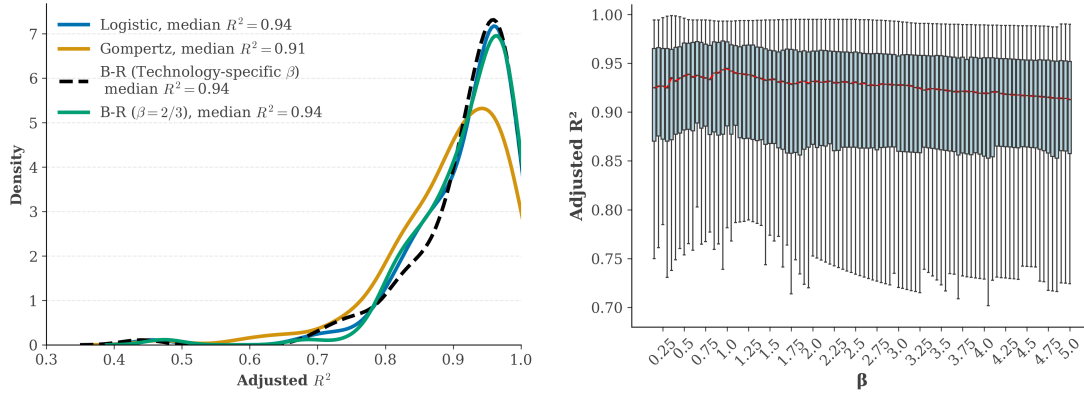 Logistic, median R² = 0.94
Gompertz, median R² = 0.91
B-R (Technology-specific β)
median R² = 0.94
B-R (β = 2/3), median R² = 0.94
Density
7
6
5
4
3
2
1
0
0.3 0.4 0.5 0.6 0.7 0.8 0.9 1.0
Adjusted R²
Adjusted R²
1.00
0.95
0.90
0.85
0.80
0.75
0.70
0.25 0.5 0.75 1.0 1.25 1.5 1.75 2.0 2.25 2.5 2.75 3.0 3.25 3.5 3.75 4.0 4.25 4.5 4.75 5.0
β